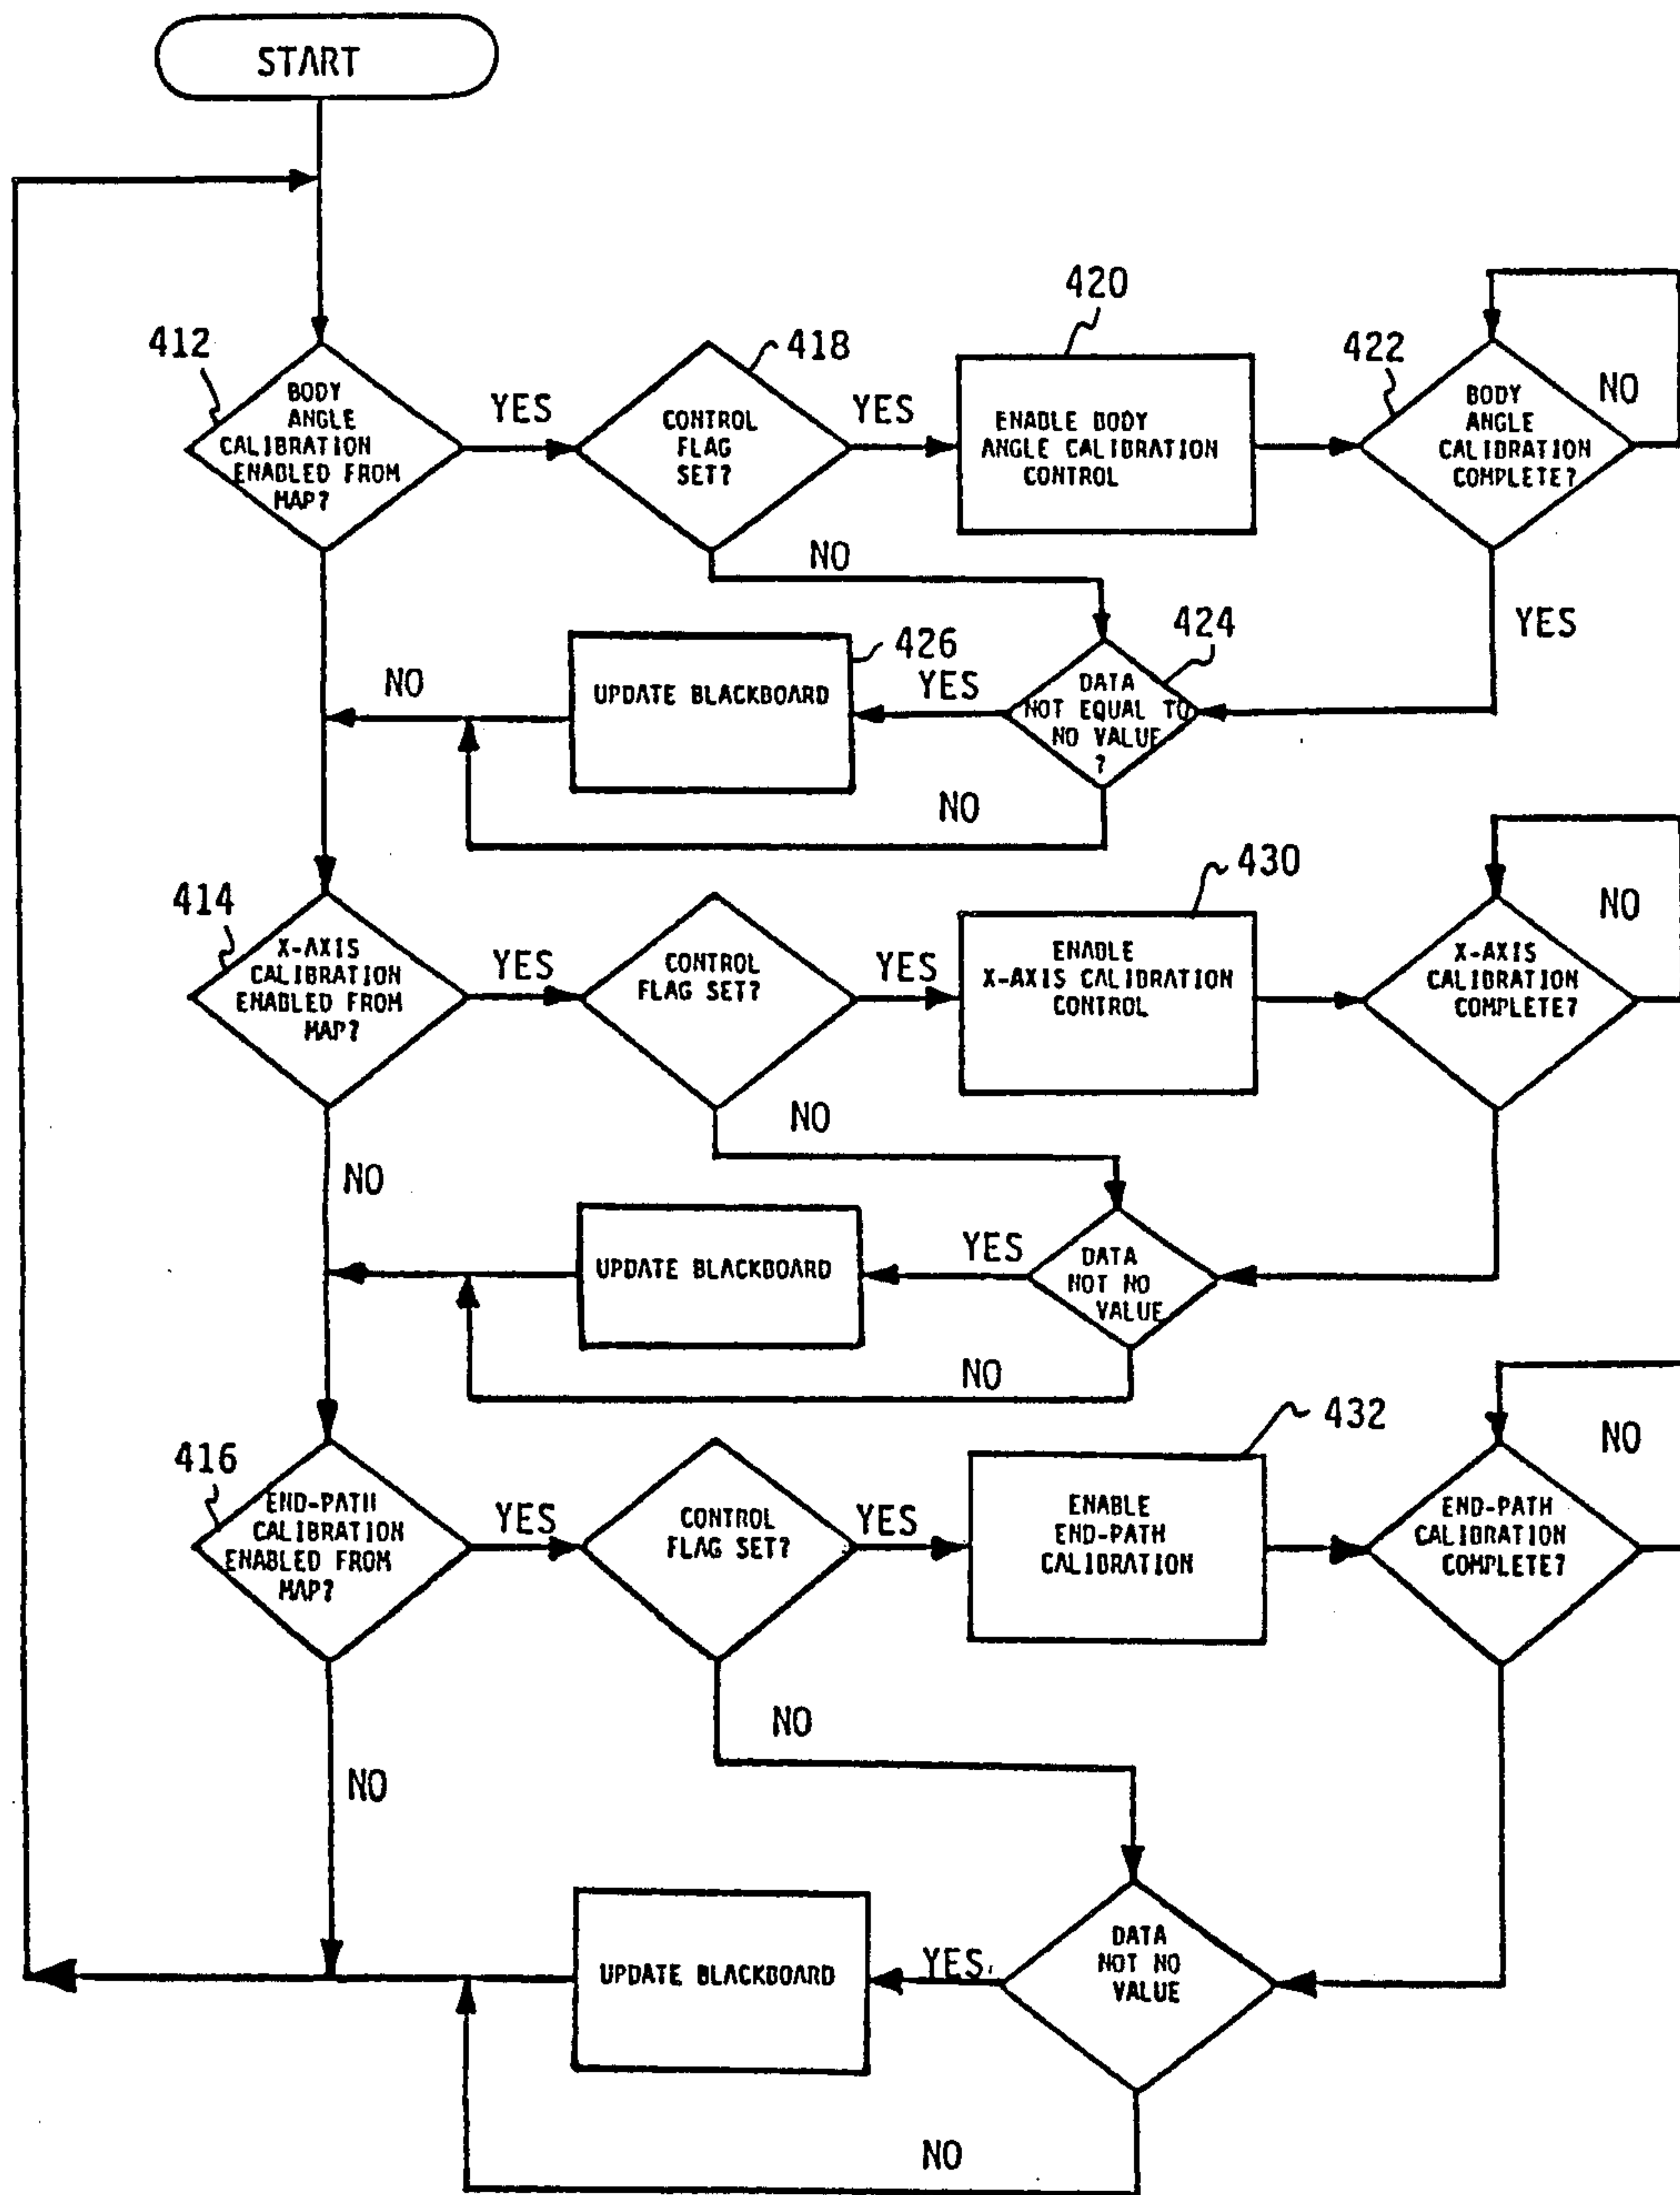 START
412
BODY
ANGLE
CALIBRATION
ENABLED FROM
MAP?
YES
418
CONTROL
FLAG
SET?
YES
420
ENABLE BODY
ANGLE CALIBRATION
CONTROL
422
BODY
ANGLE
CALIBRATION
COMPLETE?
NO
NO
YES
424
DATA
NOT EQUAL TO
NO VALUE
?
YES
426
UPDATE BLACKBOARD
NO
NO
414
X-AXIS
CALIBRATION
ENABLED FROM
MAP?
YES
CONTROL
FLAG SET?
YES
430
ENABLE
X-AXIS CALIBRATION
CONTROL
X-AXIS
CALIBRATION
COMPLETE?
NO
NO
NO
DATA
NOT NO
VALUE
YES
UPDATE BLACKBOARD
NO
416
END-PATH
CALIBRATION
ENABLED FROM
MAP?
YES
CONTROL
FLAG SET?
YES
432
ENABLE
END-PATH
CALIBRATION
END-PATH
CALIBRATION
COMPLETE?
NO
NO
NO
DATA
NOT NO
VALUE
YES
UPDATE BLACKBOARD
NO